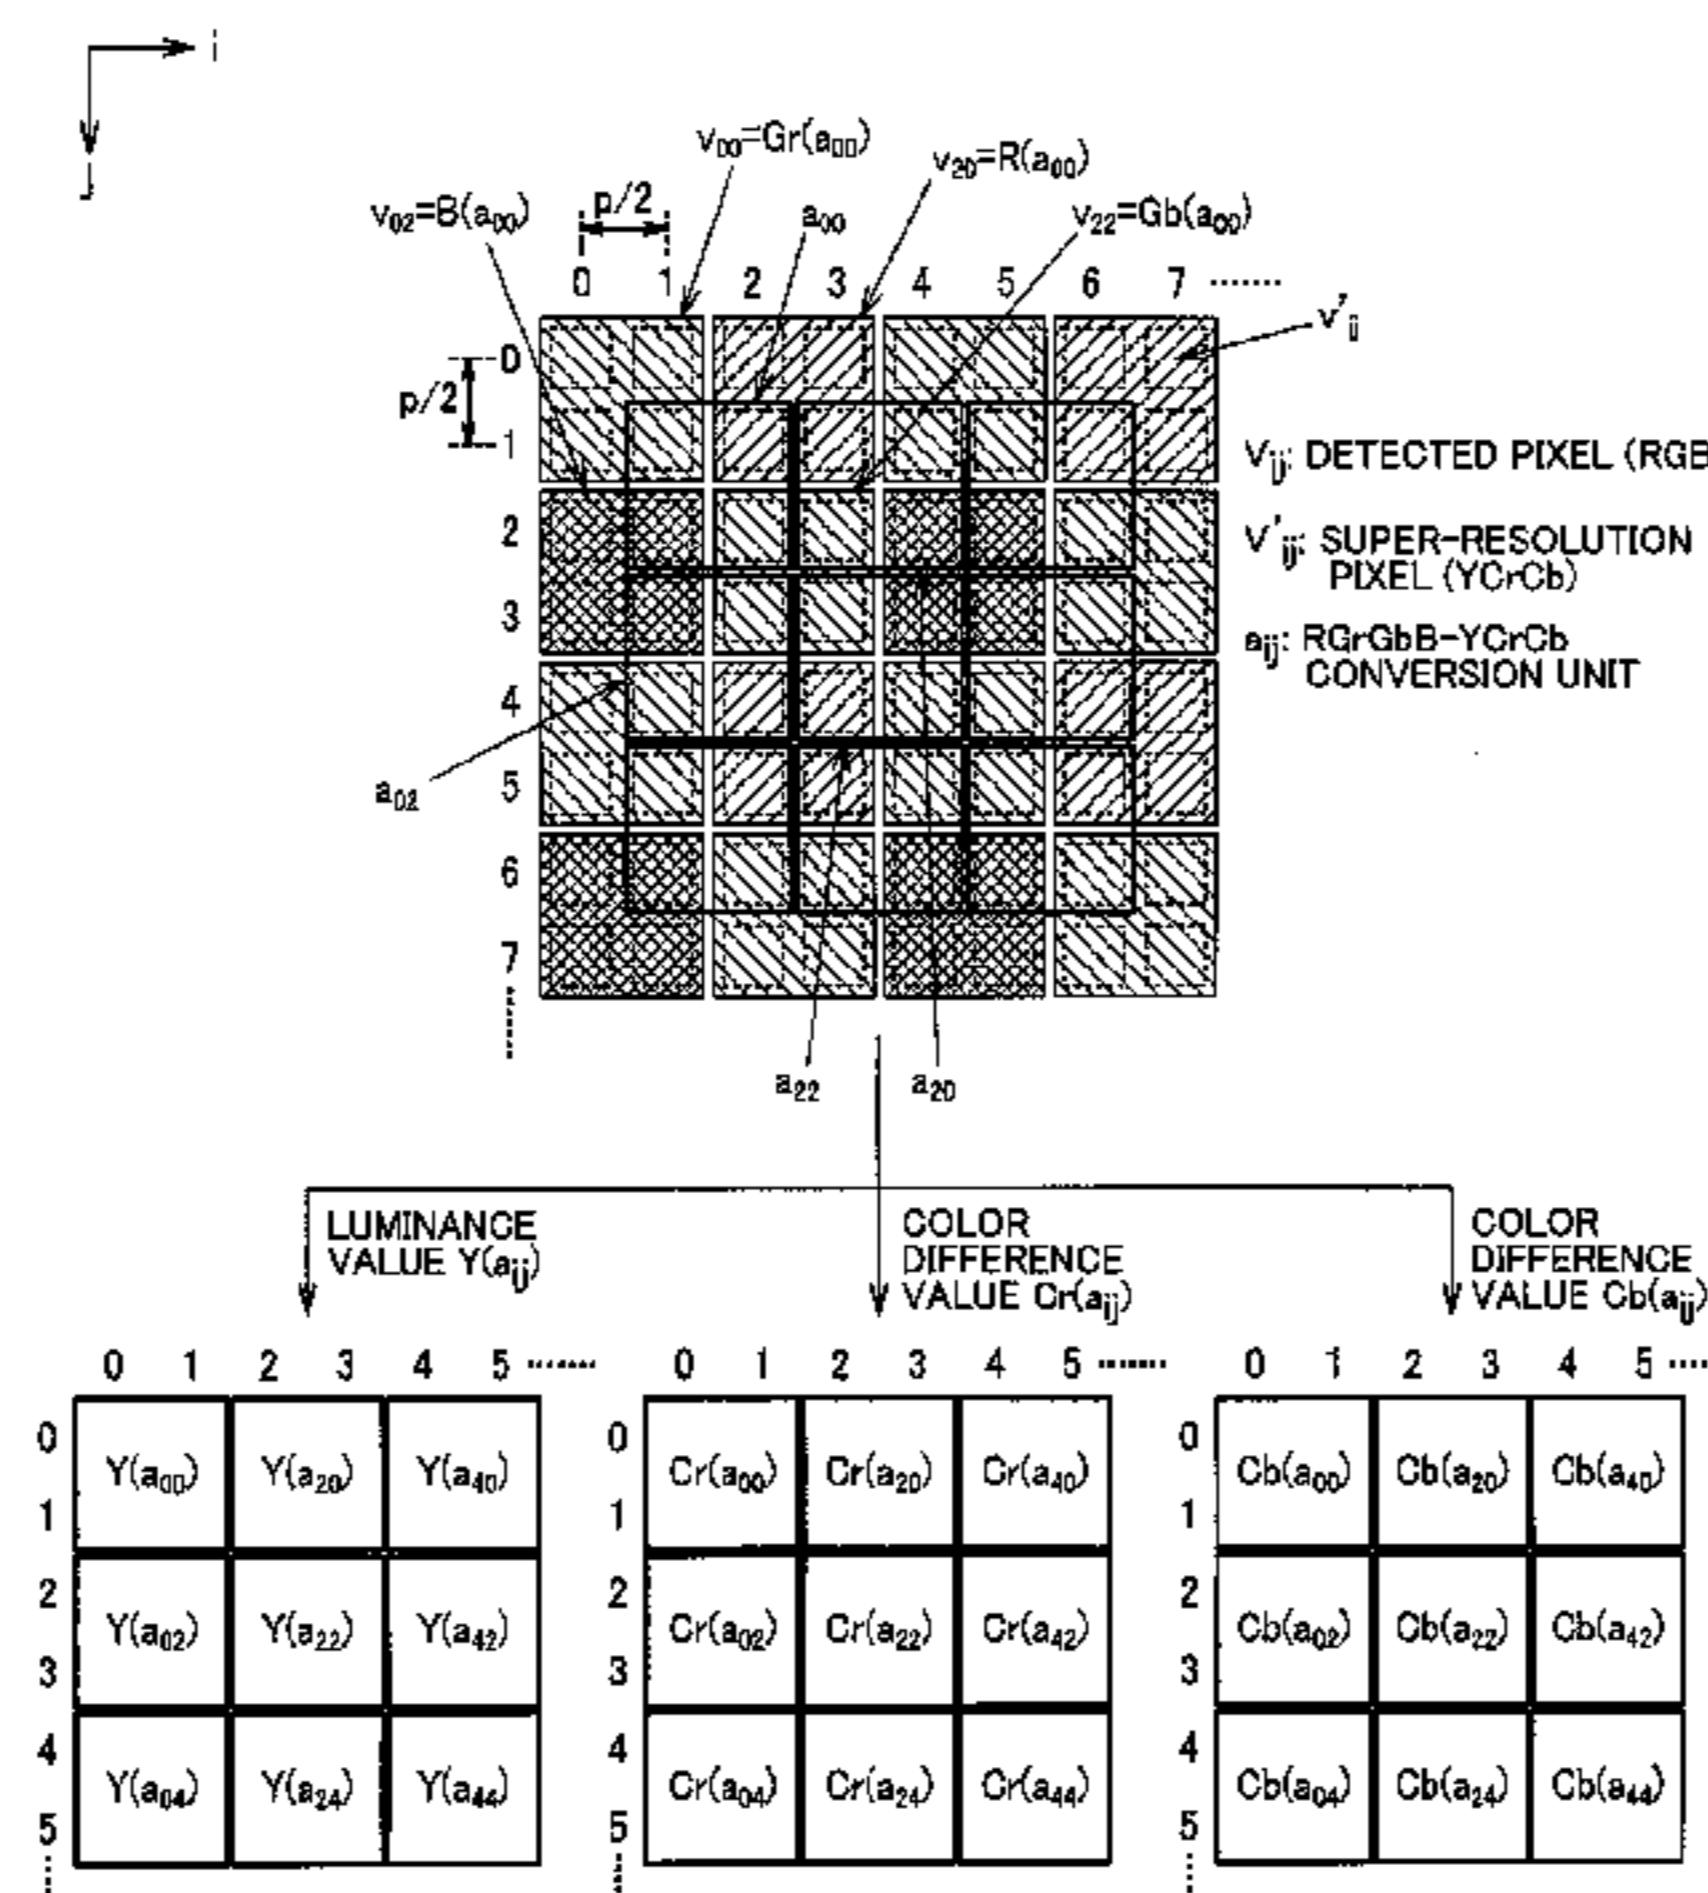 i
j
v00=Gr(a00)
v20=R(a00)
v02=B(a00)
p/2
a00
v22=Gb(a00)
0 1 2 3 4 5 6 7 .......
v'ij
0
p/2
1
Vij: DETECTED PIXEL (RGB
2
V'ij: SUPER-RESOLUTION
PIXEL (YCrCb)
3
aij: RGrGbB-YCrCb
CONVERSION UNIT
4
a02
5
6
7
a22
a20
LUMINANCE
VALUE Y(aij)
COLOR
DIFFERENCE
VALUE Cr(aij)
COLOR
DIFFERENCE
VALUE Cb(aij)
0 1 2 3 4 5 .......
0
1
2
3
4
5
Y(a00) Y(a20) Y(a40)
Y(a02) Y(a22) Y(a42)
Y(a04) Y(a24) Y(a44)
0 1 2 3 4 5 .......
0
1
2
3
4
5
Cr(a00) Cr(a20) Cr(a40)
Cr(a02) Cr(a22) Cr(a42)
Cr(a04) Cr(a24) Cr(a44)
0 1 2 3 4 5 ....
0
1
2
3
4
5
Cb(a00) Cb(a20) Cb(a40)
Cb(a02) Cb(a22) Cb(a42)
Cb(a04) Cb(a24) Cb(a44)